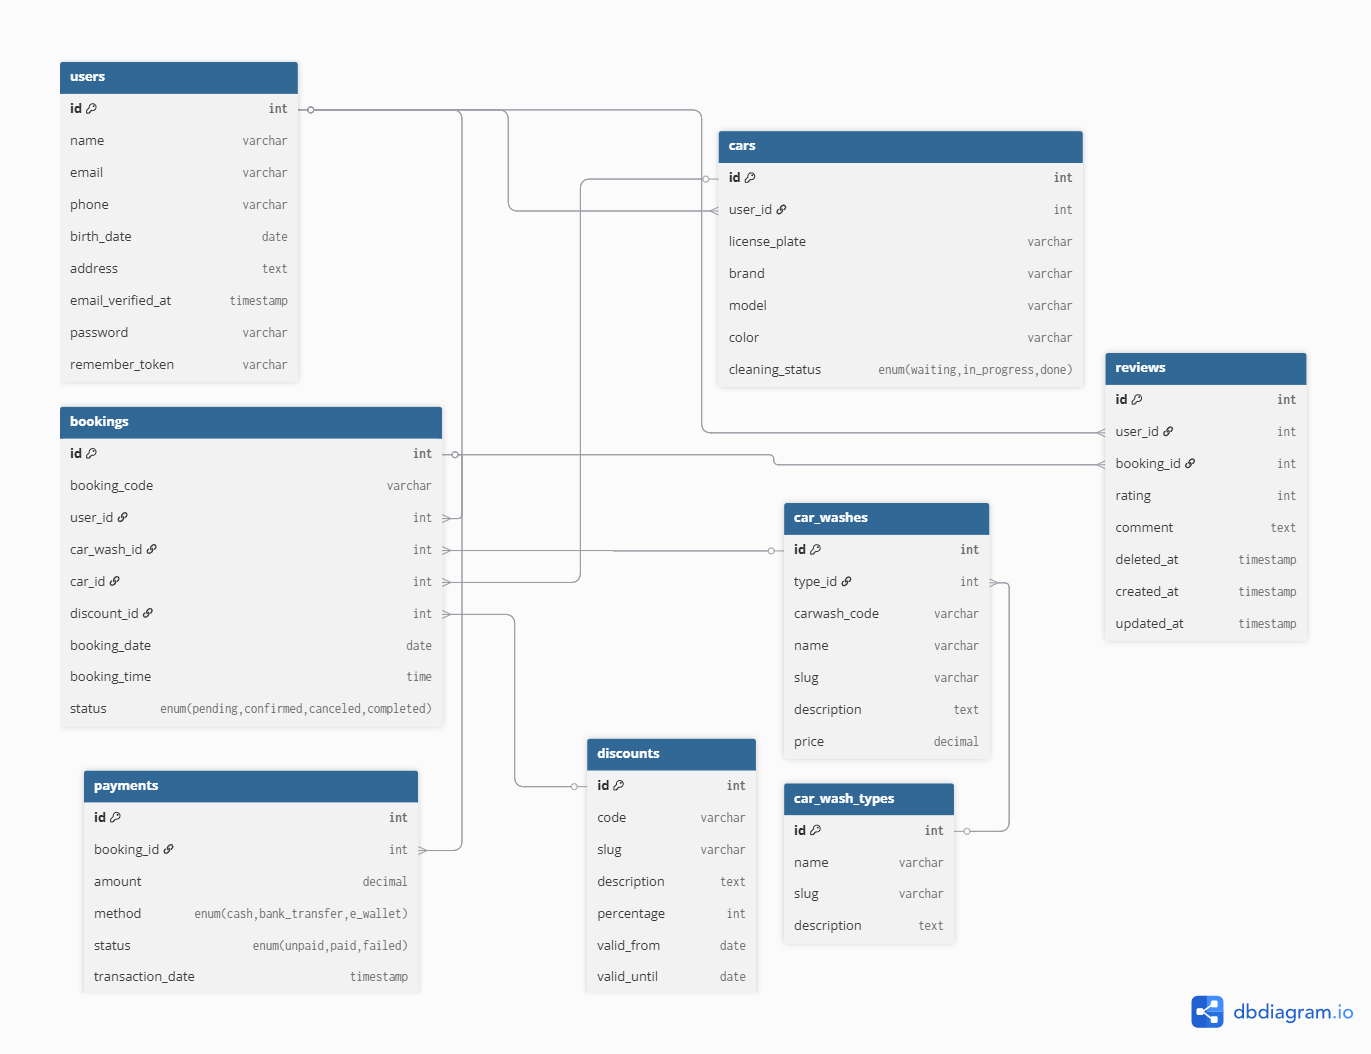 users
id int
name varchar
email varchar
phone varchar
birth_date date
address text
email_verified_at timestamp
password varchar
remember_token varchar
cars
id int
user_id int
license_plate varchar
brand varchar
model varchar
color varchar
cleaning_status enum(waiting,in_progress,done)
reviews
id int
user_id int
booking_id int
rating int
comment text
deleted_at timestamp
created_at timestamp
updated_at timestamp
bookings
id int
booking_code varchar
user_id int
car_wash_id int
car_id int
discount_id int
booking_date date
booking_time time
status enum(pending,confirmed,canceled,completed)
car_washes
id int
type_id int
carwash_code varchar
name varchar
slug varchar
description text
price decimal
payments
id int
booking_id int
amount decimal
method enum(cash,bank_transfer,e_wallet)
status enum(unpaid,paid,failed)
transaction_date timestamp
discounts
id int
code varchar
slug varchar
description text
percentage int
valid_from date
valid_until date
car_wash_types
id int
name varchar
slug varchar
description text
dbdiagram.io